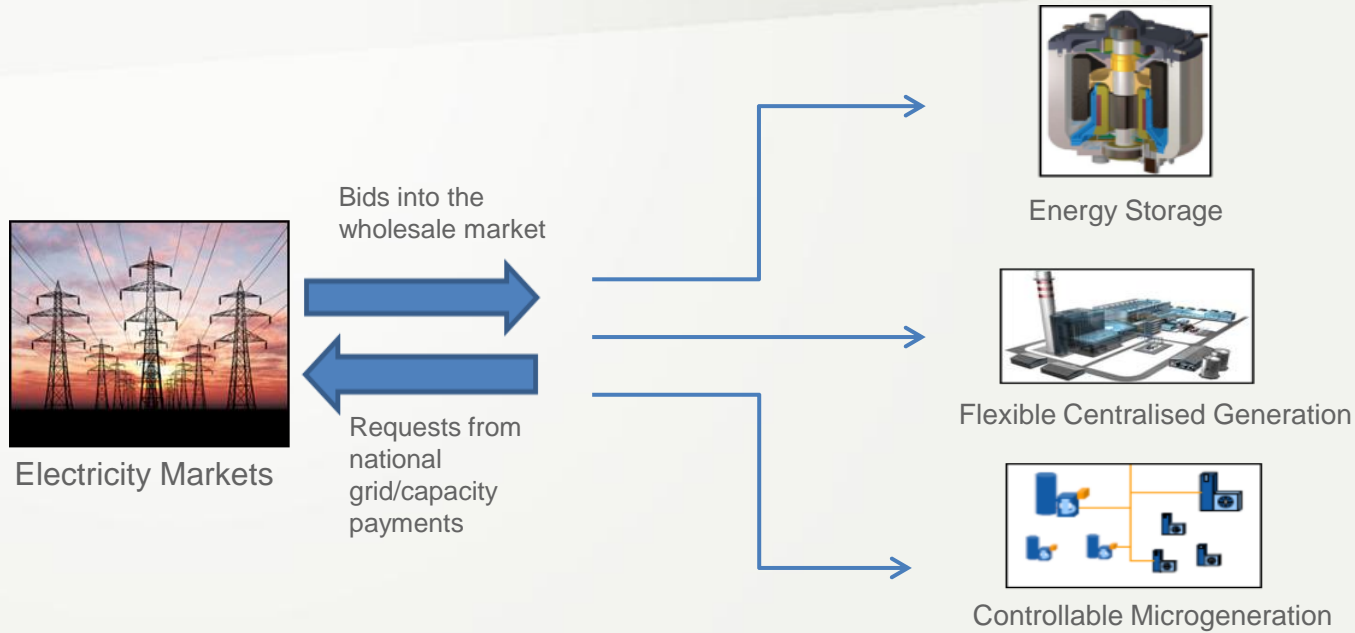 Bids into the
wholesale market
Electricity Markets
Requests from
national
grid/capacity
payments
Energy Storage
Flexible Centralised Generation
Controllable Microgeneration